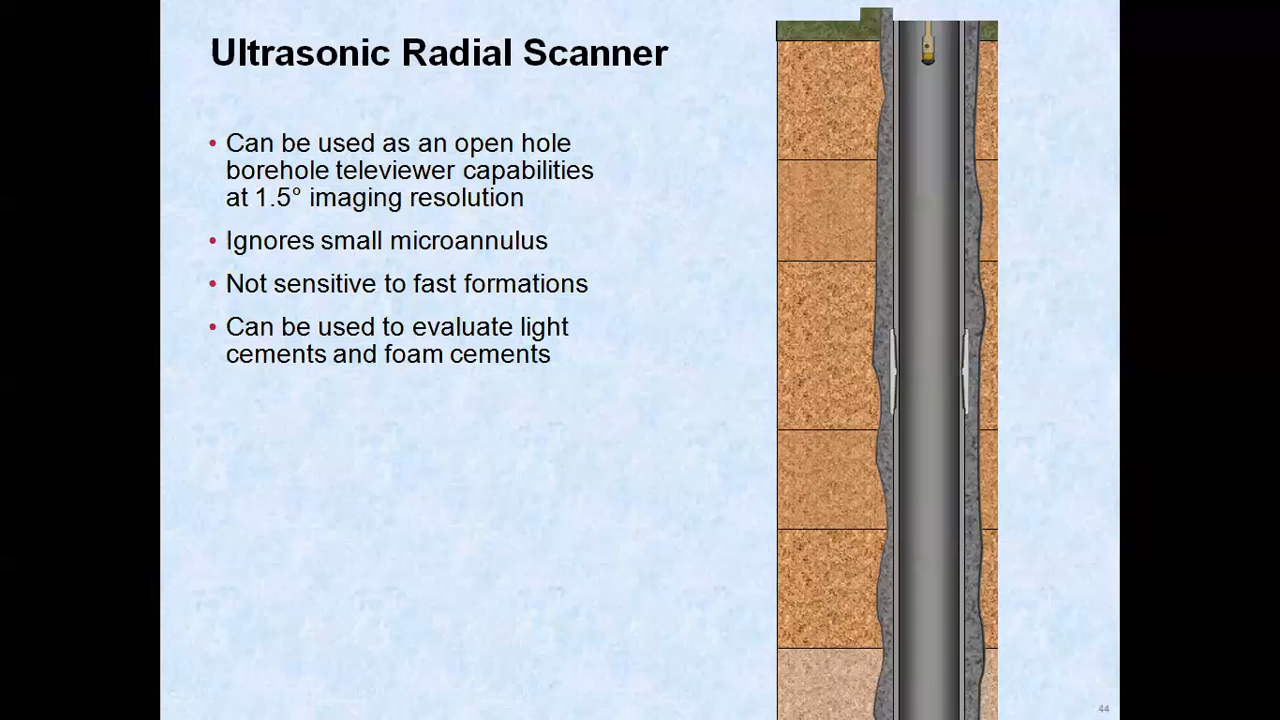 Ultrasonic Radial Scanner
• Can be used as an open hole
borehole televiewer capabilities
at 1.5° imaging resolution
• Ignores small microannulus
• Not sensitive to fast formations
• Can be used to evaluate light
cements and foam cements
44